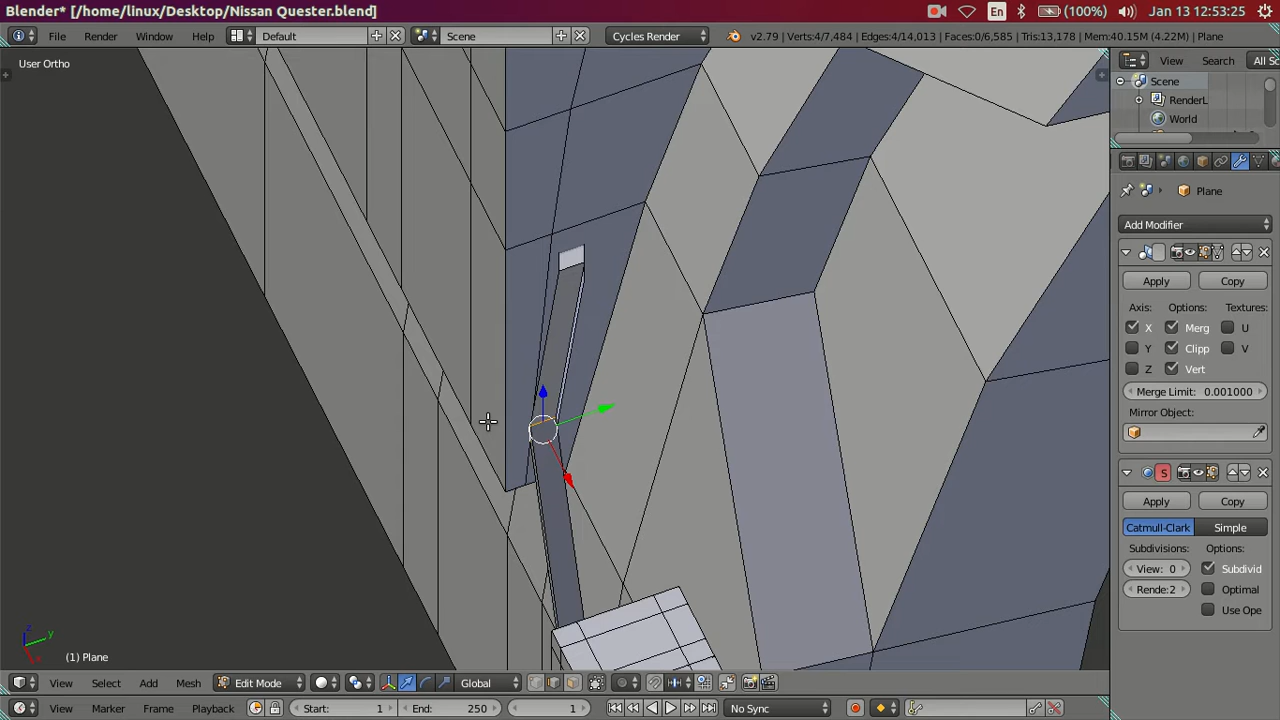 Blender* [/home/linux/Desktop/Nissan Quester.blend]
En
(100%)
Jan 13 12:53:25
File Render Window Help Default Scene Cycles Render v2.79 | Verts:4/7,484 | Edges:4/14,013 | Faces:0/6,585 | Tris:13,178 | Mem:40.15M (4.22M) | Plane
View Search All Sc
User Ortho
Scene
RenderL
World
Plane
Add Modifier
Apply Copy
Axis: Options: Textures:
X Merg U
Y Clipp V
Z Vert
Merge Limit: 0.001000
Mirror Object:
S
Apply Copy
Catmull-Clark Simple
Subdivisions: Options:
View: 0 Subdivid
Rende:2 Optimal
Use Ope
z
y
x
(1) Plane
View Select Add Mesh Edit Mode Global
View Marker Frame Playback Start: 1 End: 250 1 No Sync